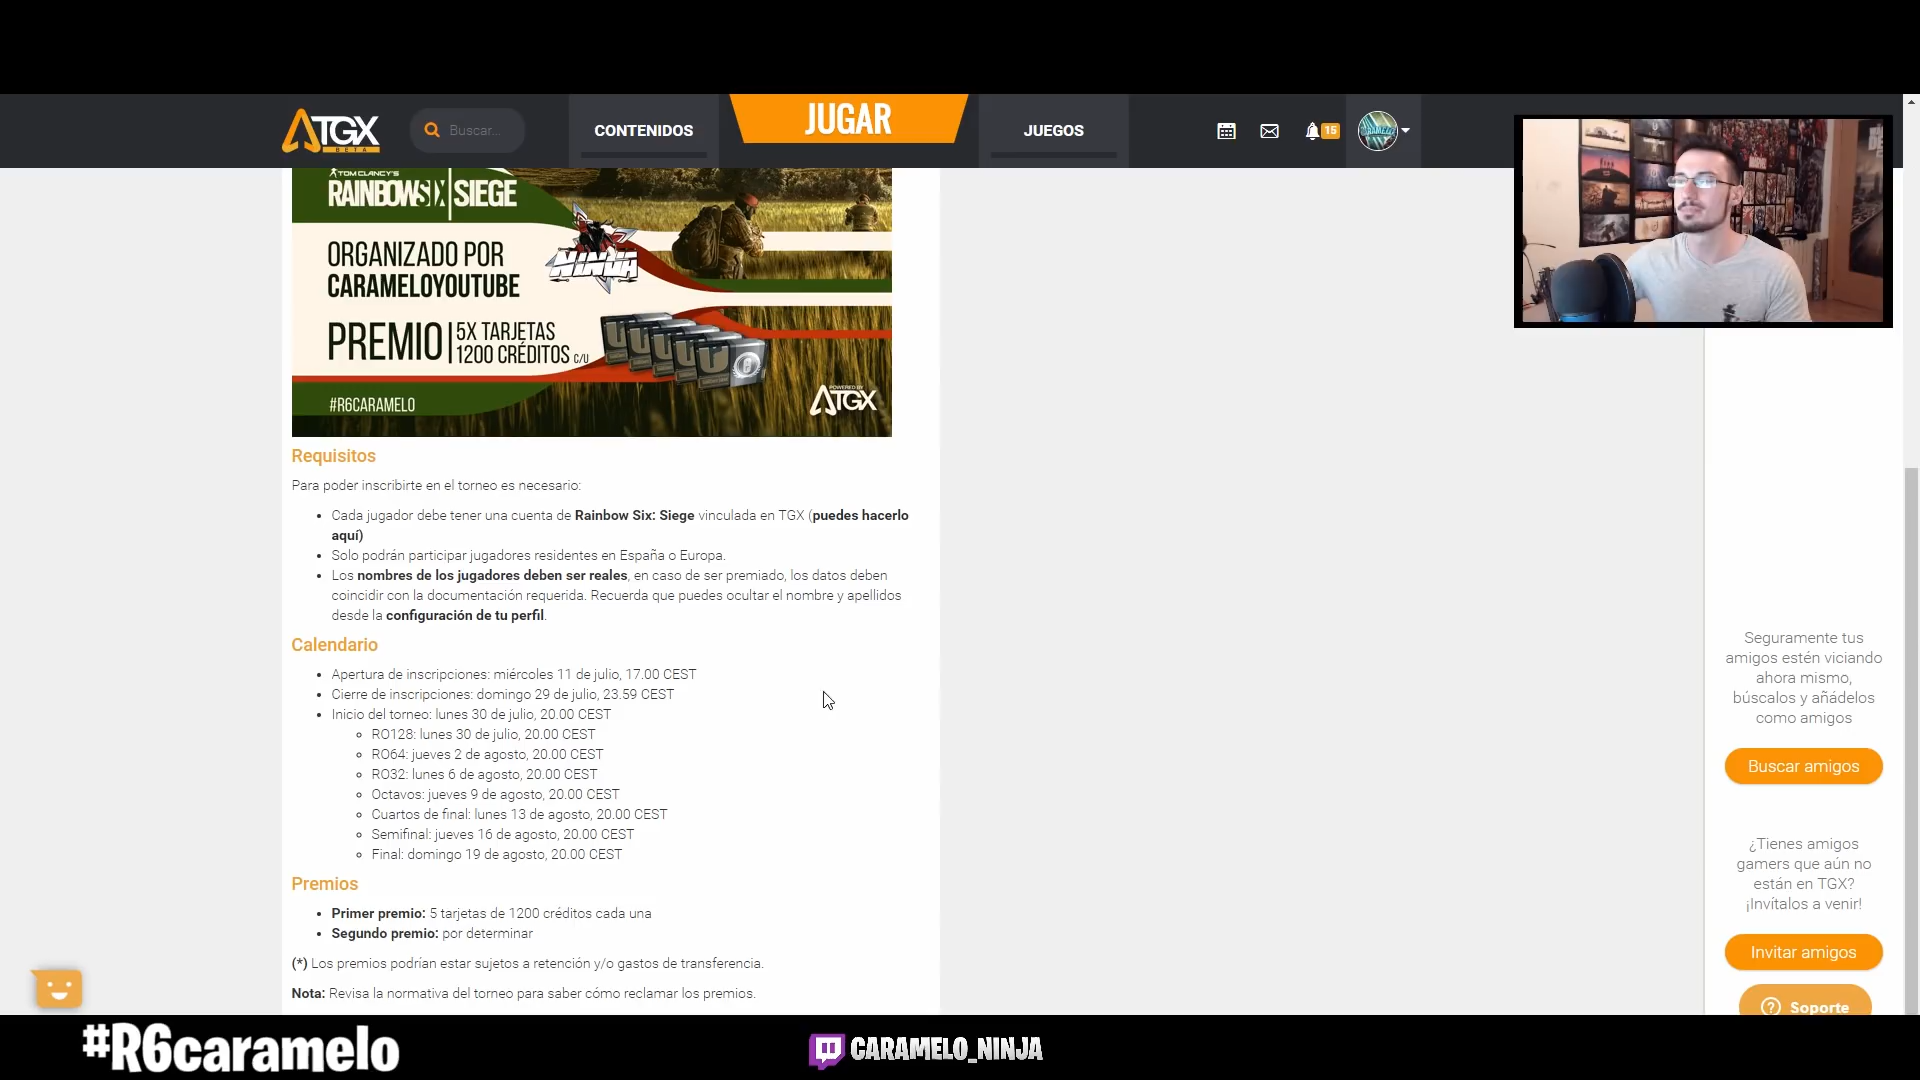 ATGX
BETA
Buscar...
CONTENIDOS
JUGAR
JUEGOS
15
TOM CLANCY'S
RAINBOWSIX|SIEGE
ORGANIZADO POR
CARAMELOYOUTUBE
NINJA
PREMIO
5X TARJETAS
1200 CRÉDITOS C/U
#R6CARAMELO
POWERED BY
ATGX
Requisitos
Para poder inscribirte en el torneo es necesario:
Cada jugador debe tener una cuenta de Rainbow Six: Siege vinculada en TGX (puedes hacerlo
aquí)
Solo podrán participar jugadores residentes en España o Europa.
Los nombres de los jugadores deben ser reales, en caso de ser premiado, los datos deben
coincidir con la documentación requerida. Recuerda que puedes ocultar el nombre y apellidos
desde la configuración de tu perfil.
Calendario
Apertura de inscripciones: miércoles 11 de julio, 17.00 CEST
Cierre de inscripciones: domingo 29 de julio, 23.59 CEST
Inicio del torneo: lunes 30 de julio, 20.00 CEST
RO128: lunes 30 de julio, 20.00 CEST
RO64: jueves 2 de agosto, 20.00 CEST
RO32: lunes 6 de agosto, 20.00 CEST
Octavos: jueves 9 de agosto, 20.00 CEST
Cuartos de final: lunes 13 de agosto, 20.00 CEST
Semifinal: jueves 16 de agosto, 20.00 CEST
Final: domingo 19 de agosto, 20.00 CEST
Premios
Primer premio: 5 tarjetas de 1200 créditos cada una
Segundo premio: por determinar
(*) Los premios podrían estar sujetos a retención y/o gastos de transferencia.
Nota: Revisa la normativa del torneo para saber cómo reclamar los premios.
Seguramente tus
amigos estén viciando
ahora mismo,
búscalos y añádelos
como amigos
Buscar amigos
¿Tienes amigos
gamers que aún no
están en TGX?
¡Invítalos a venir!
Invitar amigos
Soporte
#R6caramelo
CARAMELO_NINJA